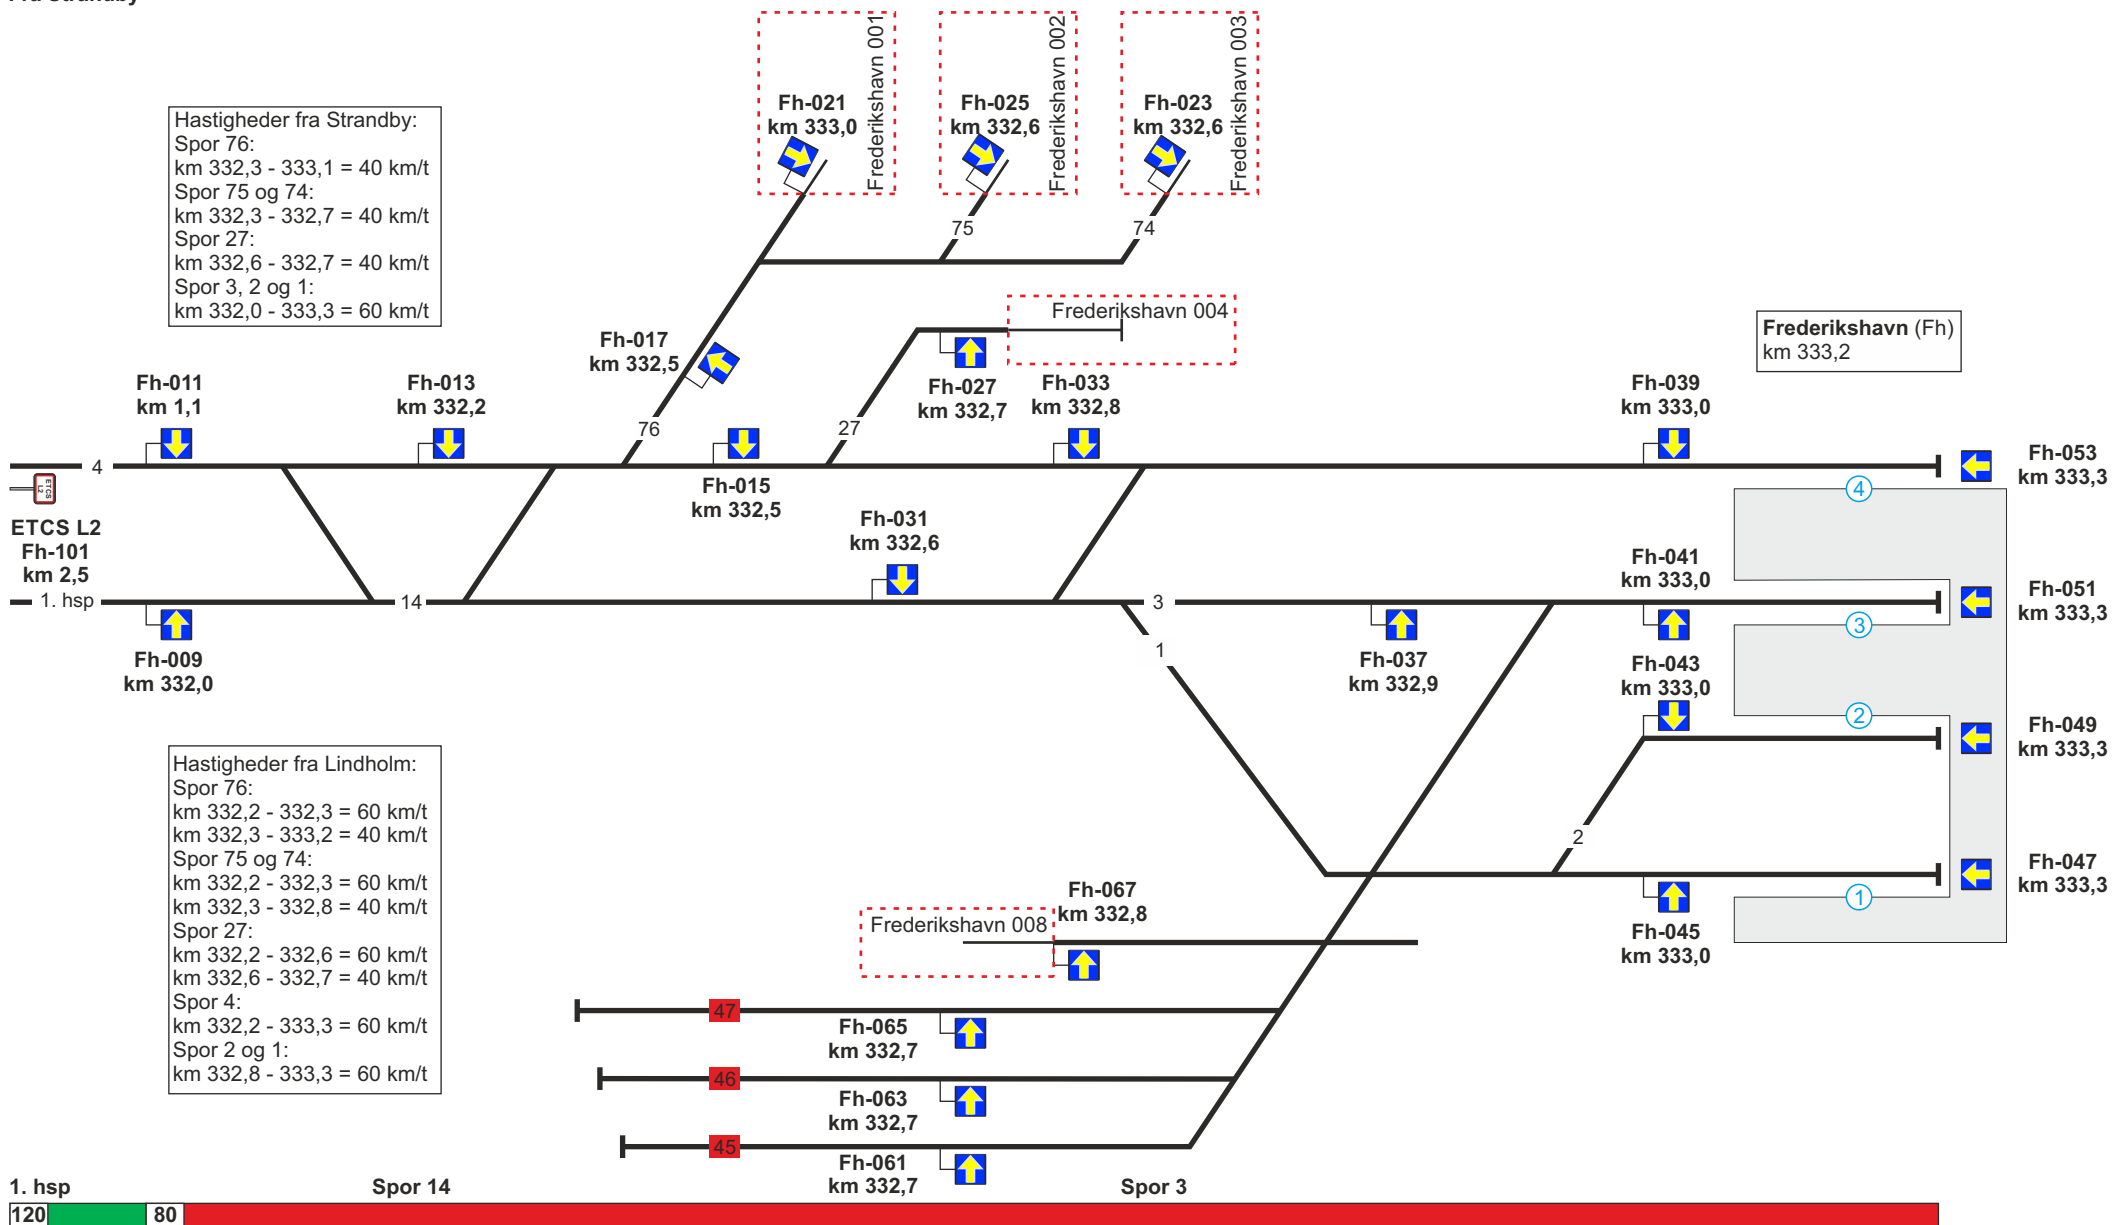 Fra Strandby
Frederikshavn 001
Frederikshavn 002
Frederikshavn 003
Fh-021
km 333,0
Fh-025
km 332,6
Fh-023
km 332,6
Hastigheder fra Strandby:
Spor 76:
km 332,3 - 333,1 = 40 km/t
Spor 75 og 74:
km 332,3 - 332,7 = 40 km/t
Spor 27:
km 332,6 - 332,7 = 40 km/t
Spor 3, 2 og 1:
km 332,0 - 333,3 = 60 km/t
75
74
Frederikshavn 004
Frederikshavn (Fh)
km 333,2
Fh-017
km 332,5
Fh-027
km 332,7
Fh-011
km 1,1
Fh-013
km 332,2
Fh-033
km 332,8
Fh-039
km 333,0
76
27
4
Fh-053
km 333,3
Fh-015
km 332,5
4
ETCS
L2
ETCS L2
Fh-101
km 2,5
Fh-031
km 332,6
Fh-041
km 333,0
Fh-051
km 333,3
1. hsp
14
3
3
Fh-009
km 332,0
1
Fh-037
km 332,9
Fh-043
km 333,0
2
Fh-049
km 333,3
Hastigheder fra Lindholm:
Spor 76:
km 332,2 - 332,3 = 60 km/t
km 332,3 - 333,2 = 40 km/t
Spor 75 og 74:
km 332,2 - 332,3 = 60 km/t
km 332,3 - 332,8 = 40 km/t
Spor 27:
km 332,2 - 332,6 = 60 km/t
km 332,6 - 332,7 = 40 km/t
Spor 4:
km 332,2 - 333,3 = 60 km/t
Spor 2 og 1:
km 332,8 - 333,3 = 60 km/t
2
Fh-047
km 333,3
1
Fh-067
km 332,8
Frederikshavn 008
Fh-045
km 333,0
47
Fh-065
km 332,7
46
Fh-063
km 332,7
45
Fh-061
km 332,7
1. hsp
Spor 14
Spor 3
120
80